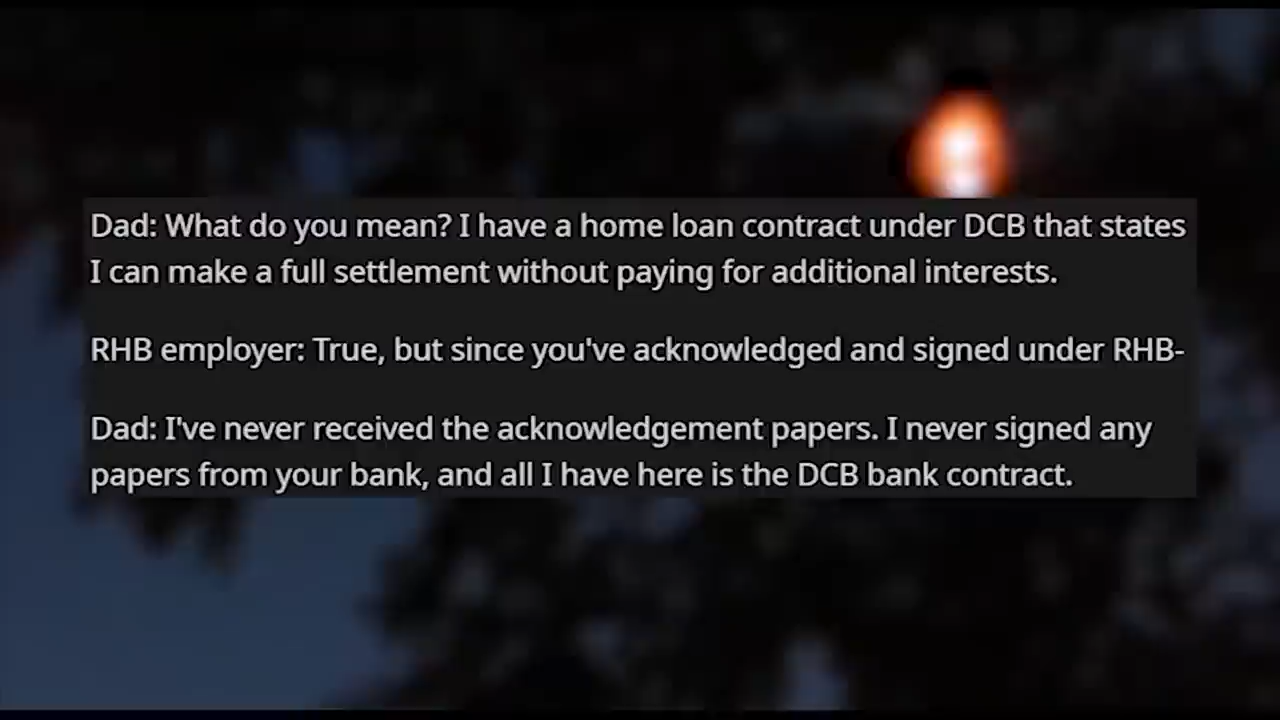 Dad: What do you mean? I have a home loan contract under DCB that states
I can make a full settlement without paying for additional interests.
RHB employer: True, but since you've acknowledged and signed under RHB-
Dad: I've never received the acknowledgement papers. I never signed any
papers from your bank, and all I have here is the DCB bank contract.